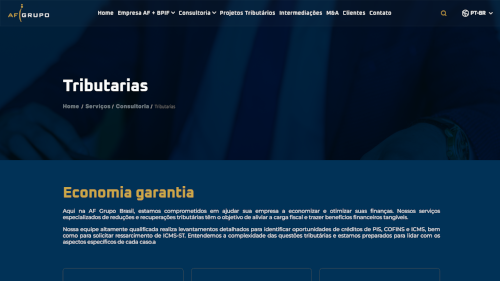 AF GRUPO
Home Empresa AF + BPIF Consultoria Projetos Tributários Intermediações M&A Clientes Contato PT-BR
Tributarias
Home / Serviços / Consultoria / Tributarias
Economia garantia
Aqui na AF Grupo Brasil, estamos comprometidos em ajudar sua empresa a economizar e otimizar suas finanças. Nossos serviços
especializados de reduções e recuperações tributárias têm o objetivo de aliviar a carga fiscal e trazer benefícios financeiros tangíveis.
Nossa equipe altamente qualificada realiza levantamentos detalhados para identificar oportunidades de créditos de PIS, COFINS e ICMS, bem
como para solicitar ressarcimento de ICMS-ST. Entendemos a complexidade das questões tributárias e estamos preparados para lidar com os
aspectos específicos de cada caso.a